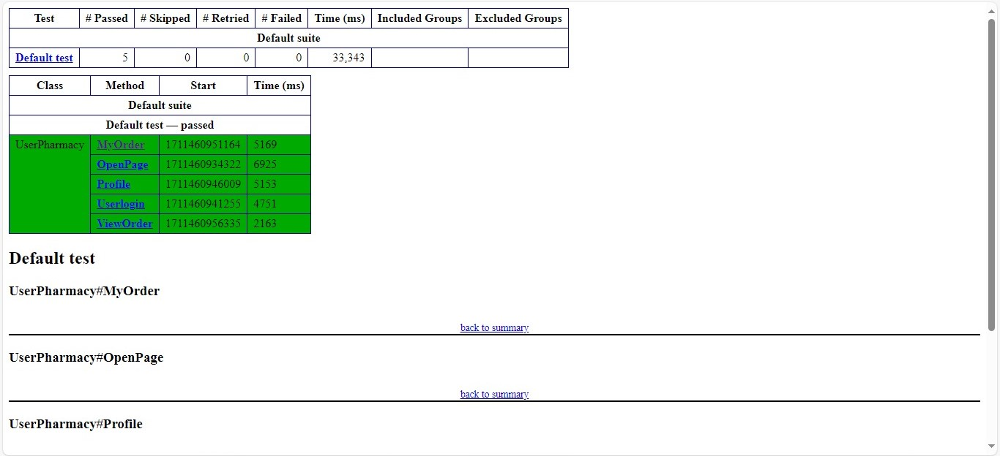 Test # Passed # Skipped # Retried # Failed Time (ms) Included Groups Excluded Groups
Default suite
Default test 5 0 0 0 33,343
Class Method Start Time (ms)
Default suite
Default test — passed
UserPharmacy MyOrder 1711460951164 5169
OpenPage 1711460934322 6925
Profile 1711460946009 5153
Userlogin 1711460941255 4751
ViewOrder 1711460956335 2163
Default test
UserPharmacy#MyOrder
back to summary
UserPharmacy#OpenPage
back to summary
UserPharmacy#Profile